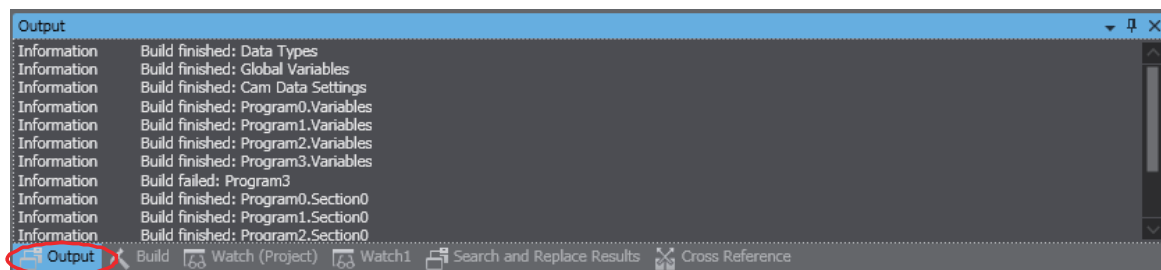 Output
Information Build finished: Data Types
Information Build finished: Global Variables
Information Build finished: Cam Data Settings
Information Build finished: Program0.Variables
Information Build finished: Program1.Variables
Information Build finished: Program2.Variables
Information Build finished: Program3.Variables
Information Build failed: Program3
Information Build finished: Program0.Section0
Information Build finished: Program1.Section0
Information Build finished: Program2.Section0
Output Build Watch (Project) Watch1 Search and Replace Results Cross Reference